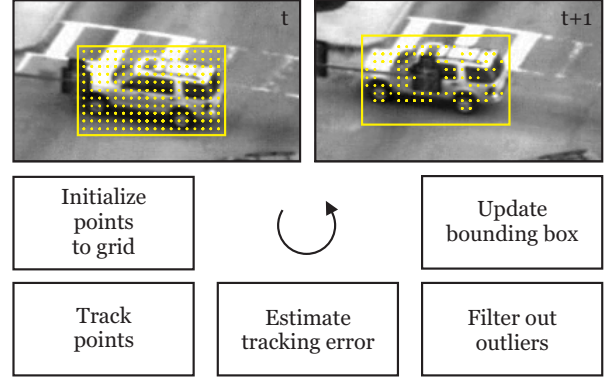 t
t+1
Initialize
points
to grid
Update
bounding box
Track
points
Estimate
tracking error
Filter out
outliers